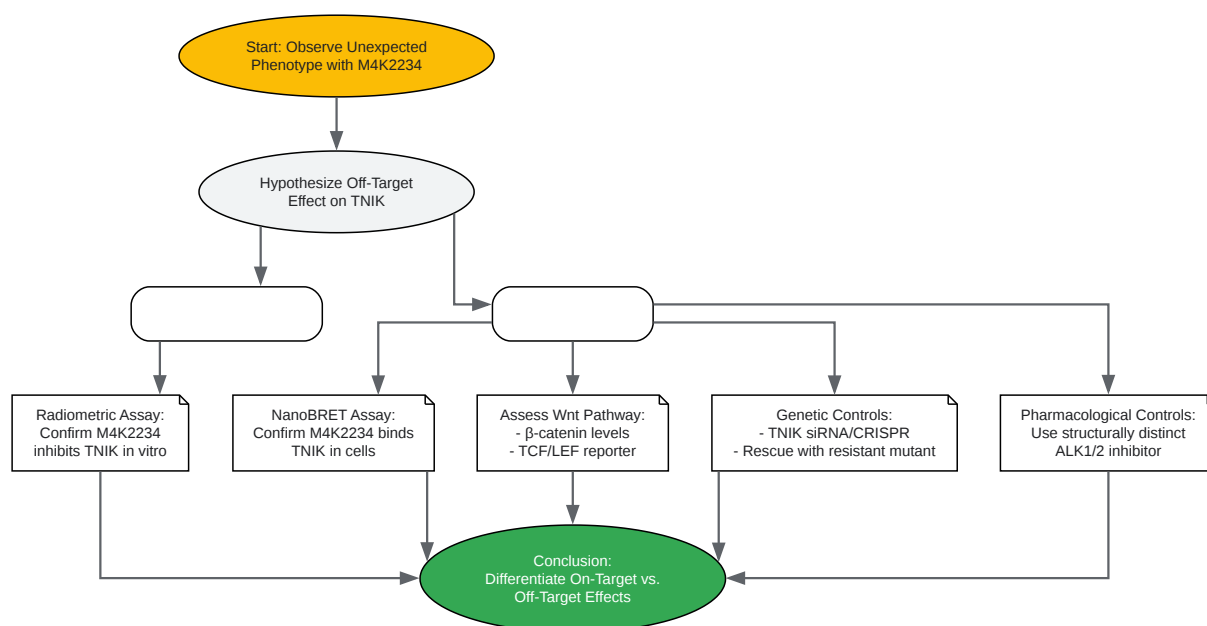 Start: Observe Unexpected
Phenotype with M4K2234
Hypothesize Off-Target
Effect on TNIK
Radiometric Assay:
Confirm M4K2234
inhibits TNIK in vitro
NanoBRET Assay:
Confirm M4K2234 binds
TNIK in cells
Assess Wnt Pathway:
- β-catenin levels
- TCF/LEF reporter
Genetic Controls:
- TNIK siRNA/CRISPR
- Rescue with resistant mutant
Pharmacological Controls:
Use structurally distinct
ALK1/2 inhibitor
Conclusion:
Differentiate On-Target vs.
Off-Target Effects